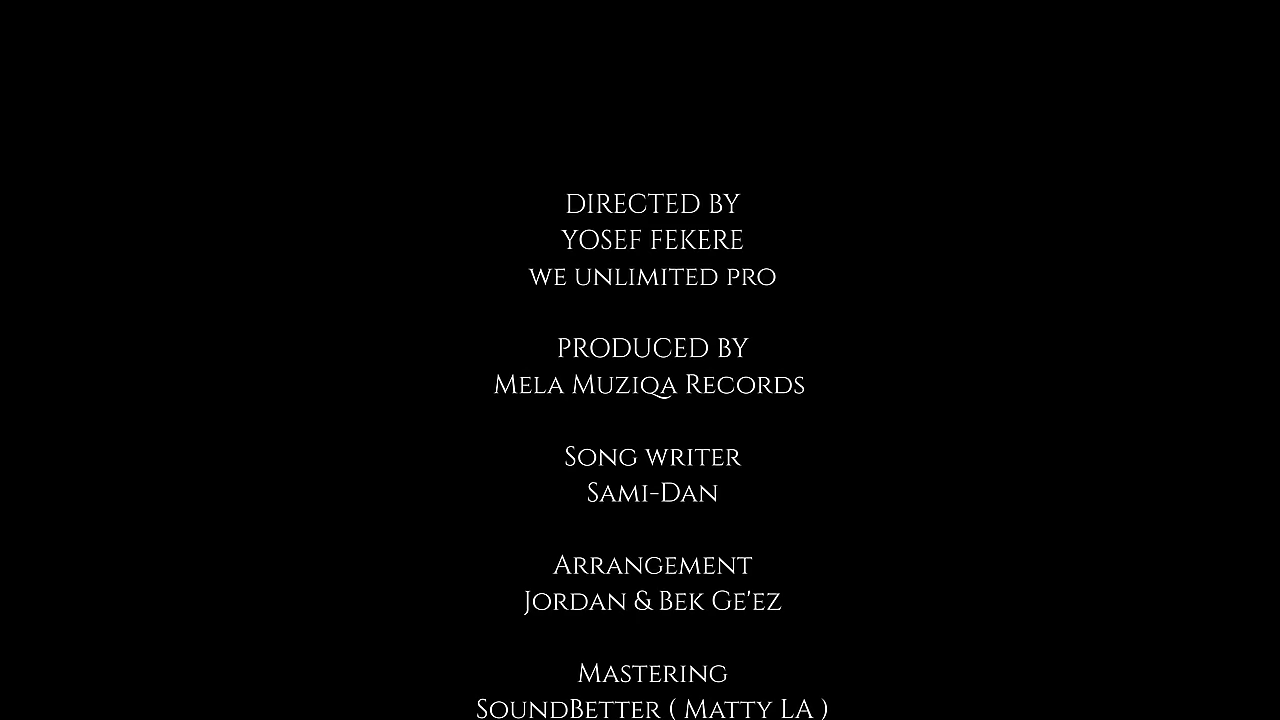 DIRECTED BY
YOSEF FEKERE
WE UNLIMITED PRO
PRODUCED BY
Mela Muziqa Records
Song writer
Sami-Dan
Arrangement
Jordan & Bek Ge'ez
Mastering
SoundBetter ( Matty LA )